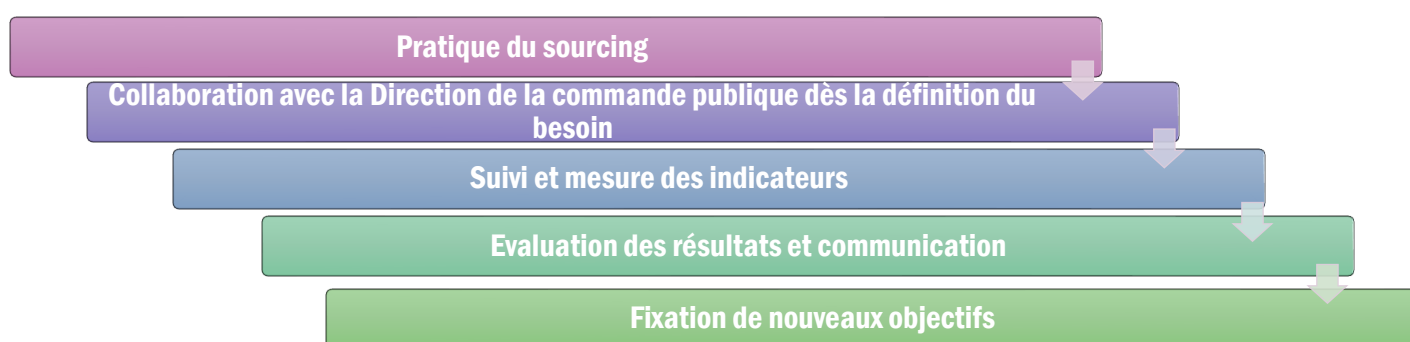 Pratique du sourcing
Collaboration avec la Direction de la commande publique dès la définition du
besoin
Suivi et mesure des indicateurs
Evaluation des résultats et communication
Fixation de nouveaux objectifs